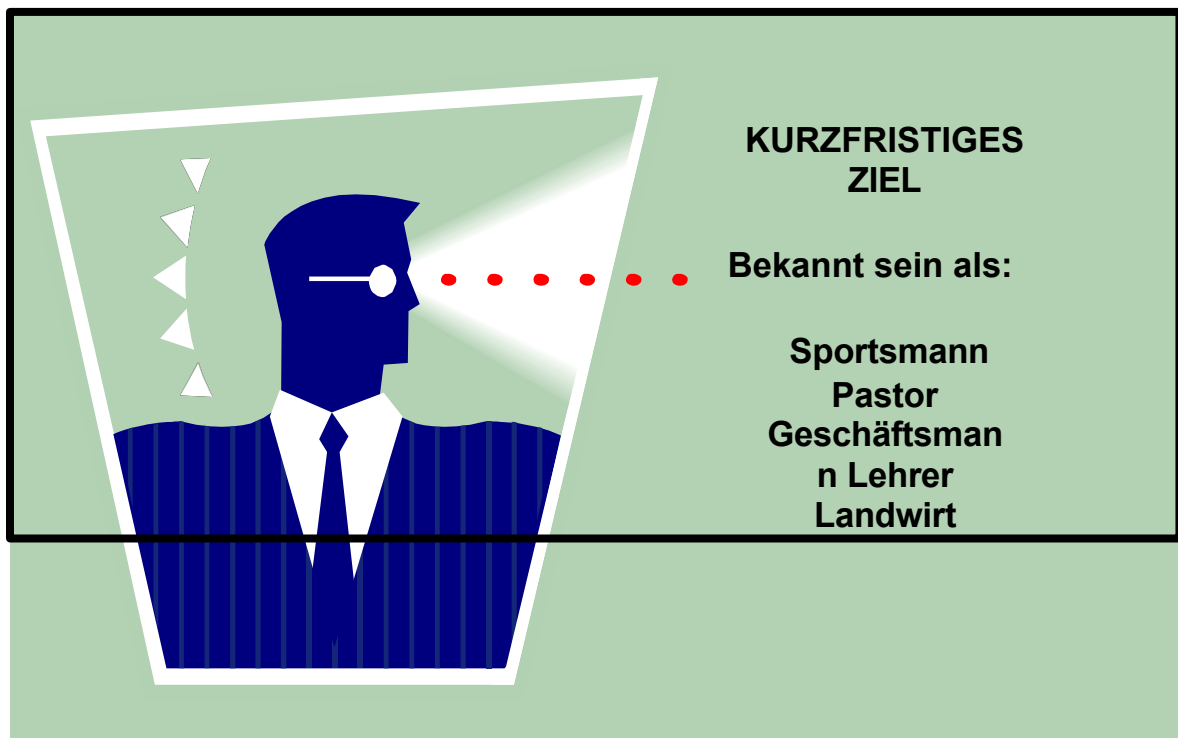 KURZFRISTIGES
ZIEL
Bekannt sein als:
Sportsmann
Pastor
Geschäftsman
n Lehrer
Landwirt